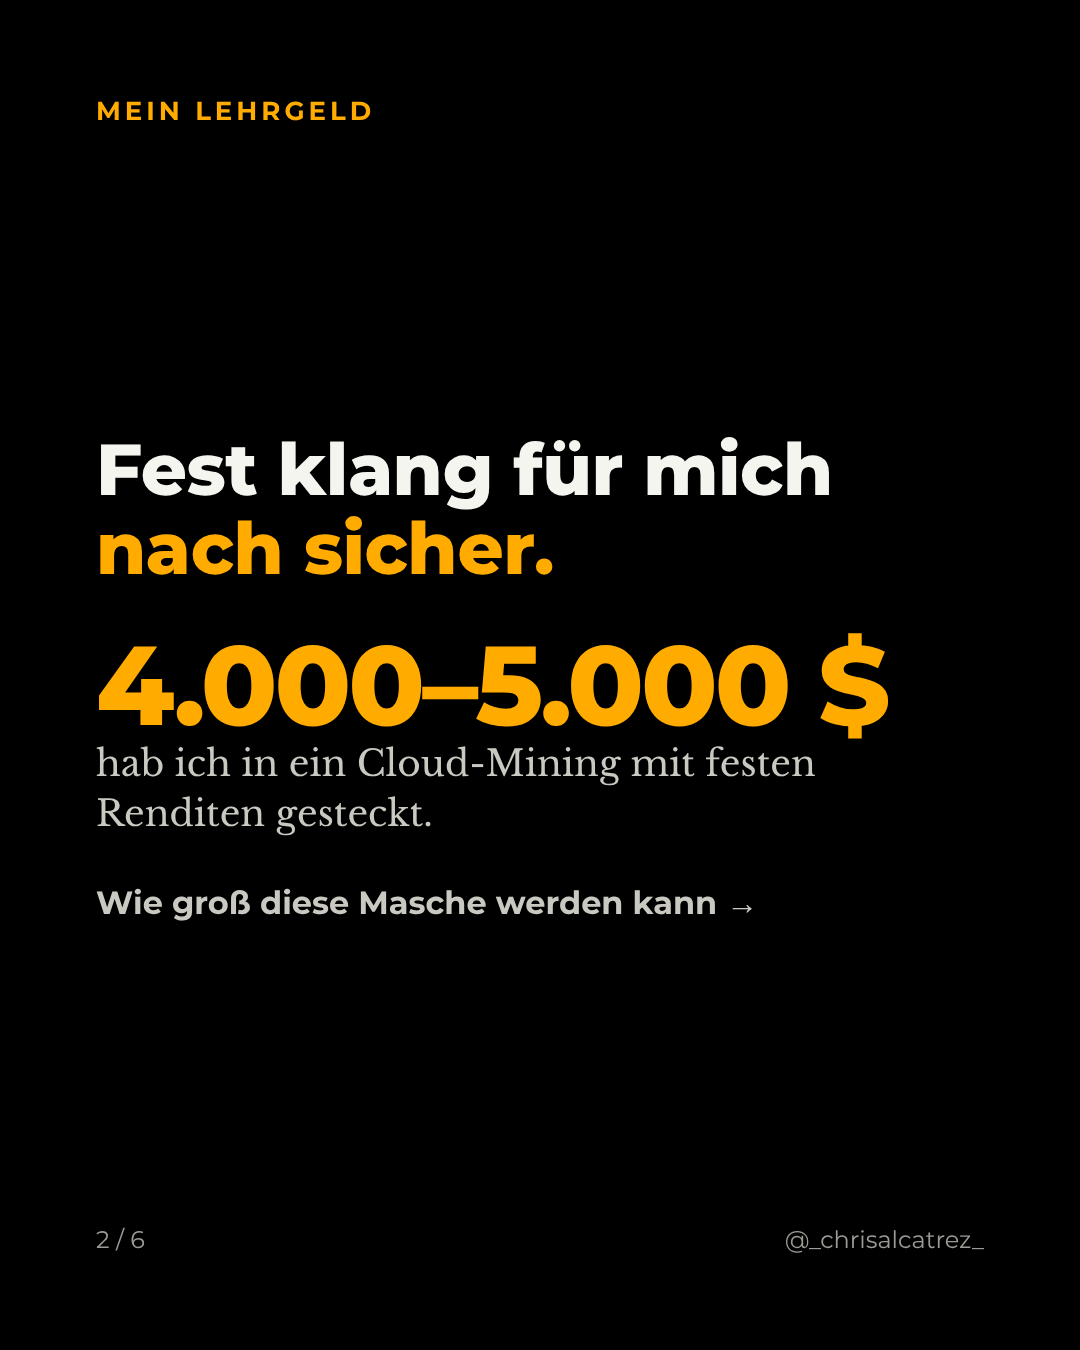 MEIN LEHRGELD
Fest klang für mich
nach sicher.
4.000–5.000 $
hab ich in ein Cloud-Mining mit festen
Renditen gesteckt.
Wie groß diese Masche werden kann →
2 / 6
@_chrisalcatrez_